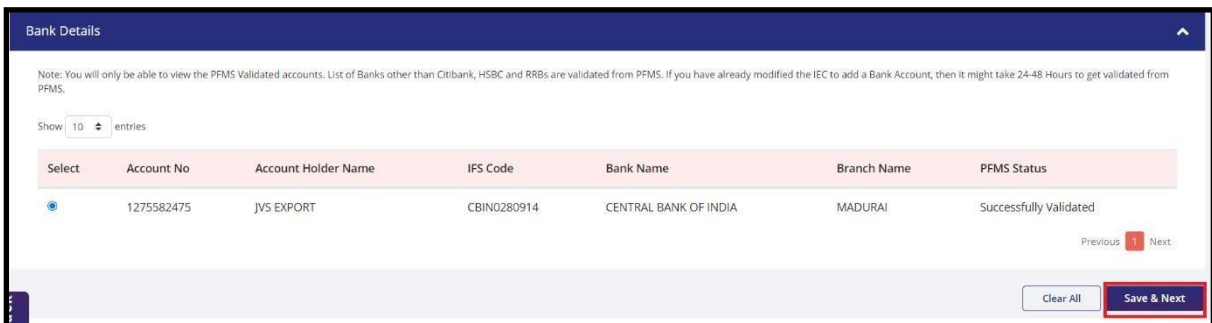 Bank Details
Note: You will only be able to view the PFMS Validated accounts. List of Banks other than Citibank, HSBC and RRBs are validated from PFMS. If you have already modified the IEC to add a Bank Account, then it might take 24-48 Hours to get validated from
PFMS.
Show 10 entries
Select Account No Account Holder Name IFS Code Bank Name Branch Name PFMS Status
1275582475 JVS EXPORT CBIN0280914 CENTRAL BANK OF INDIA MADURAI Successfully Validated
Previous 1 Next
Clear All Save & Next